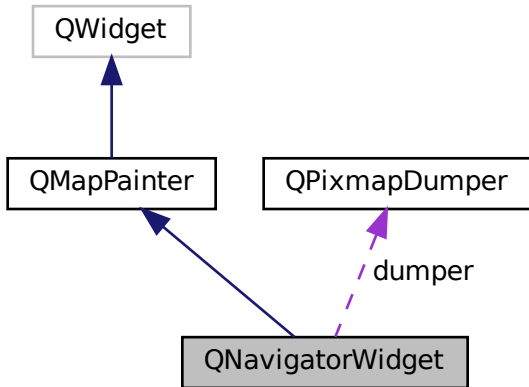 QWidget
QMapPainter
QPixmapDumper
dumper
QNavigatorWidget